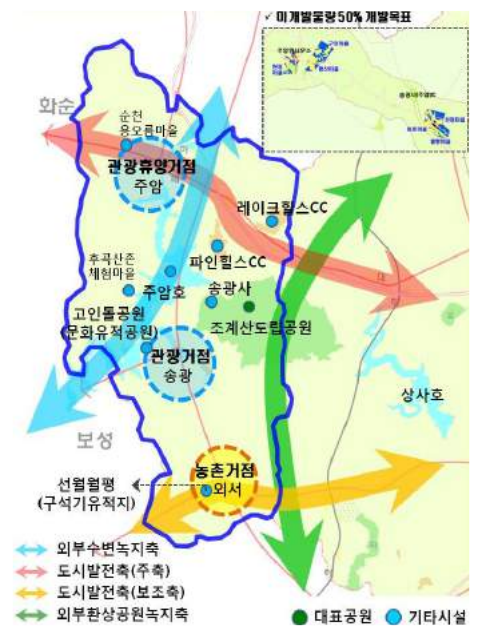 ✓ 미개발물량50% 개발목표
화순
순천
용오름마을
관광휴양거점
주암
레이크힐스CC
파인힐스CC
후곡산촌
체험마을
주암호
송광사
고인돌공원
(문화유적공원)
조계산도립공원
관광거점
송광
상사호
보성
농촌거점
외서
선월월평
(구석기유적지)
외부수변녹지축
도시발전축(주축)
도시발전축(보조축)
외부환상공원녹지축
대표공원
기타시설